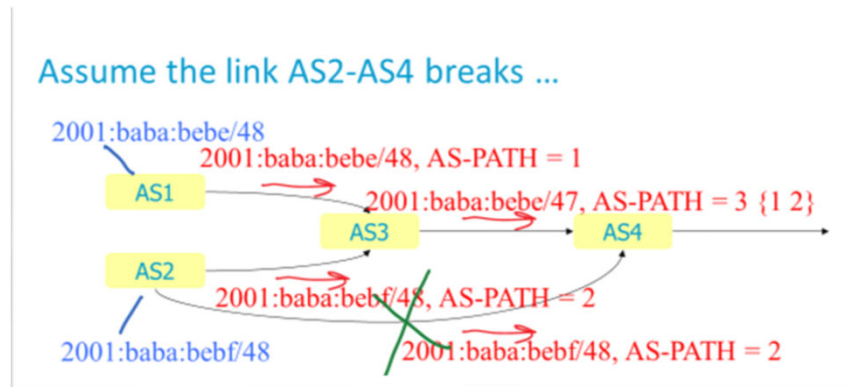 Assume the link AS2-AS4 breaks ...
2001:baba:bebe/48
2001:baba:bebe/48, AS-PATH = 1
AS1
2001:baba:bebe/47, AS-PATH = 3 {1 2}
AS3
AS4
AS2
2001:baba:bebf/48, AS-PATH = 2
2001:baba:bebf/48
2001:baba:bebf/48, AS-PATH = 2